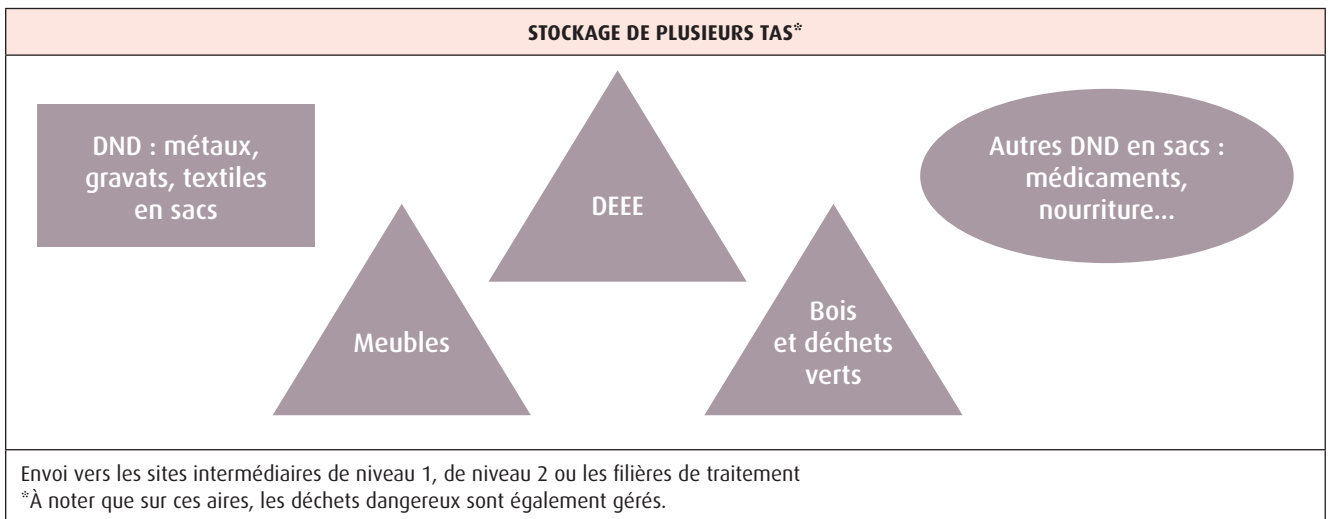 STOCKAGE DE PLUSIEURS TAS*
DND : métaux,
gravats, textiles
en sacs
Meubles
DEEE
Bois
et déchets
verts
Autres DND en sacs :
médicaments,
nourriture...
Envoi vers les sites intermédiaires de niveau 1, de niveau 2 ou les filières de traitement
*À noter que sur ces aires, les déchets dangereux sont également gérés.